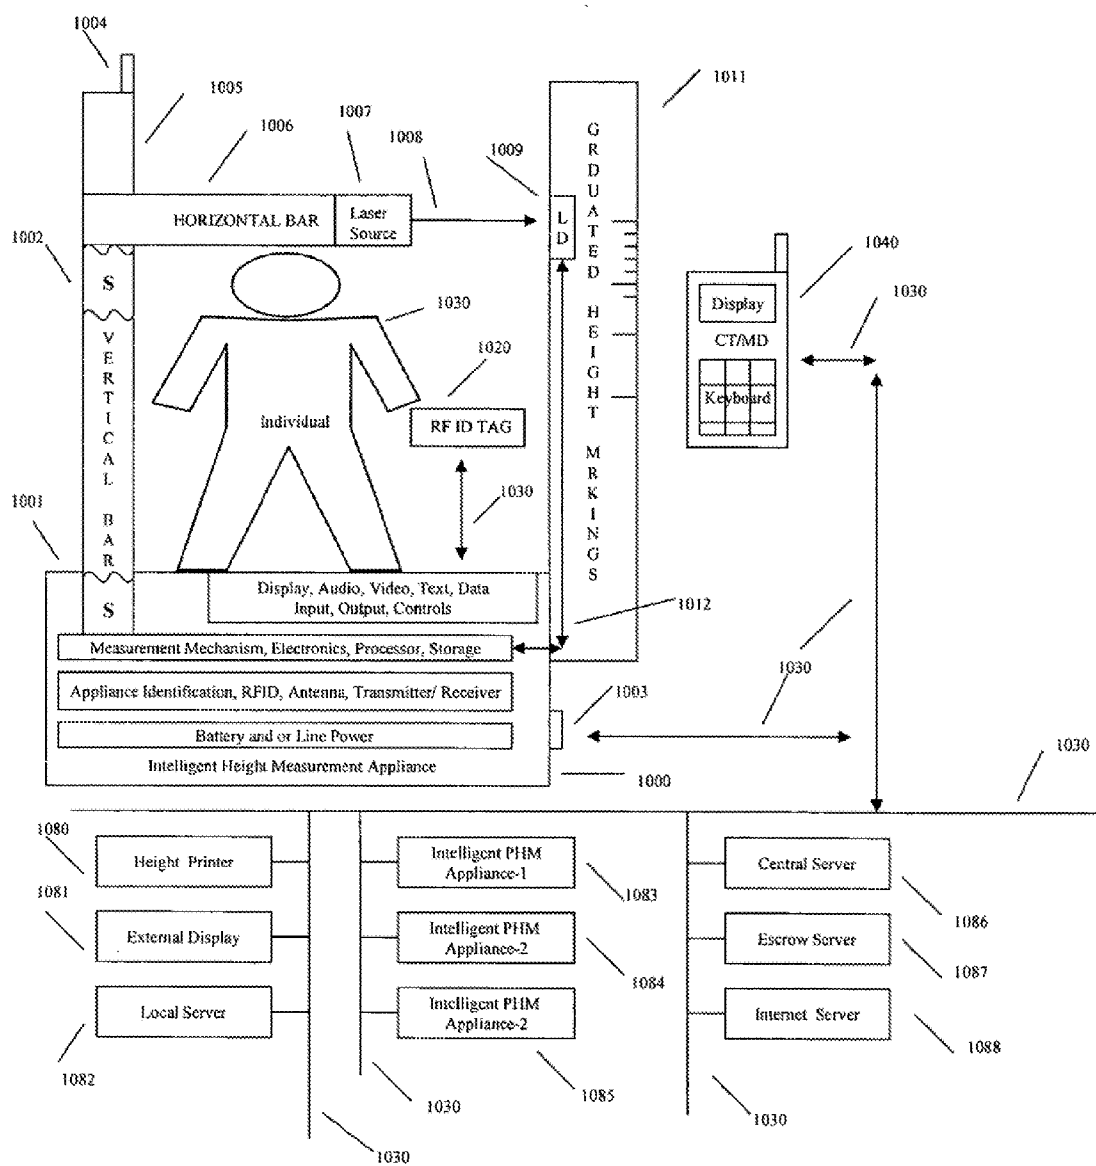 1004
1005
1006
1007
1008
1009
1011
GRDUATED HEIGHT MRKINGS
HORIZONTAL BAR
Laser
Source
LD
1002
S
VERTICAL BAR
S
1030
1020
Individual
RF ID TAG
1030
1040
1030
Display
CT/MD
Keyboard
1001
Display, Audio, Video, Text, Data
Input, Output, Controls
1012
Measurement Mechanism, Electronics, Processor, Storage
Appliance Identification, RFID, Antenna, Transmitter/ Receiver
Battery and or Line Power
Intelligent Height Measurement Appliance
1003
1000
1030
1030
1080
Height Printer
1081
External Display
Local Server
1082
Intelligent PHM
Appliance-1
1083
Intelligent PHM
Appliance-2
1084
Intelligent PHM
Appliance-2
1085
Central Server
1086
Escrow Server
1087
Internet Server
1088
1030
1030
1030